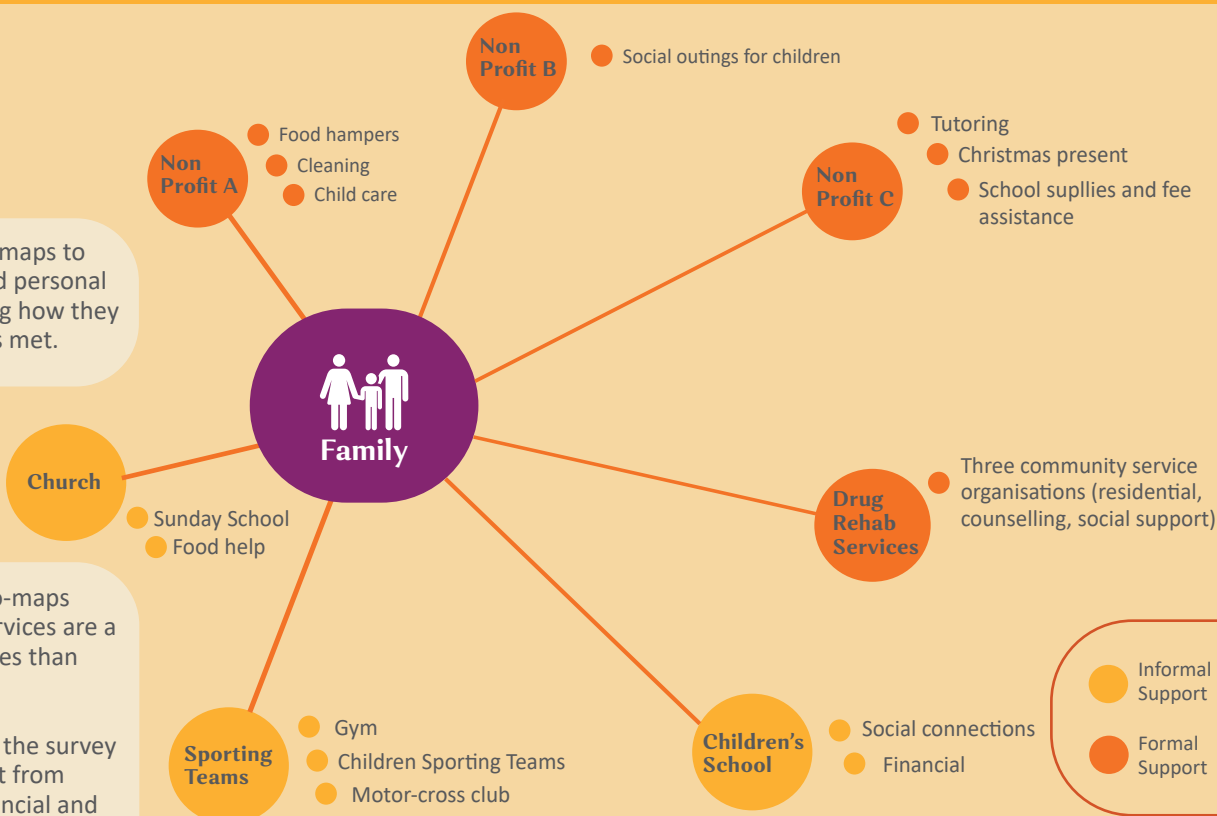 Non
Profit B
Social outings for children
Non
Profit A
Food hampers
Cleaning
Child care
Non
Profit C
Tutoring
Christmas present
School supllies and fee
assistance
maps to
d personal
g how they
s met.
Family
Church
Sunday School
Food help
Drug
Rehab
Services
Three community service
organisations (residential,
counselling, social support)
o-maps
rvices are a
es than
the survey
t from
ncial and
Sporting
Teams
Gym
Children Sporting Teams
Motor-cross club
Children's
School
Social connections
Financial
Informal
Support
Formal
Support